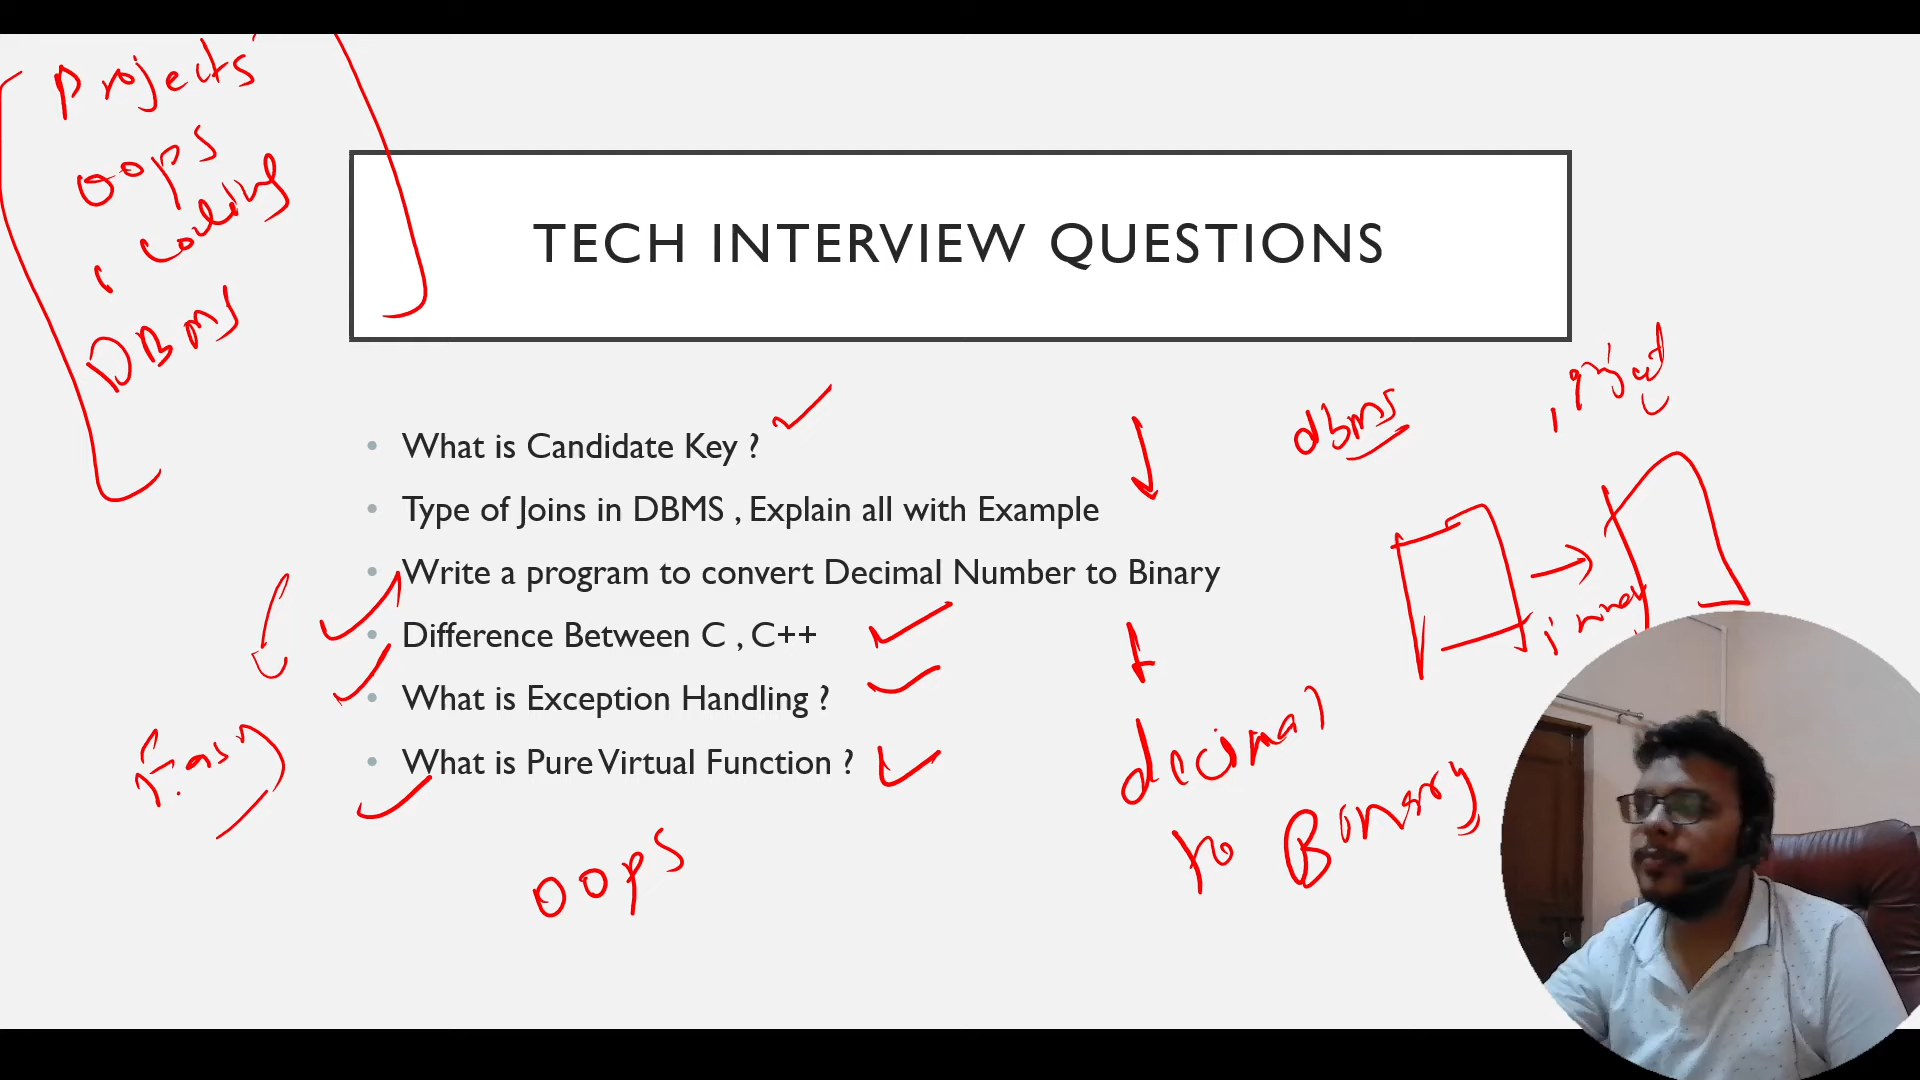 Projects
OOPS
, coding
DBMS
TECH INTERVIEW QUESTIONS
, project
dbms
• What is Candidate Key ?
• Type of Joins in DBMS , Explain all with Example
• Write a program to convert Decimal Number to Binary
• Difference Between C , C++
• What is Exception Handling ?
• What is Pure Virtual Function ?
Easy
decimal
to Binary
OOPS